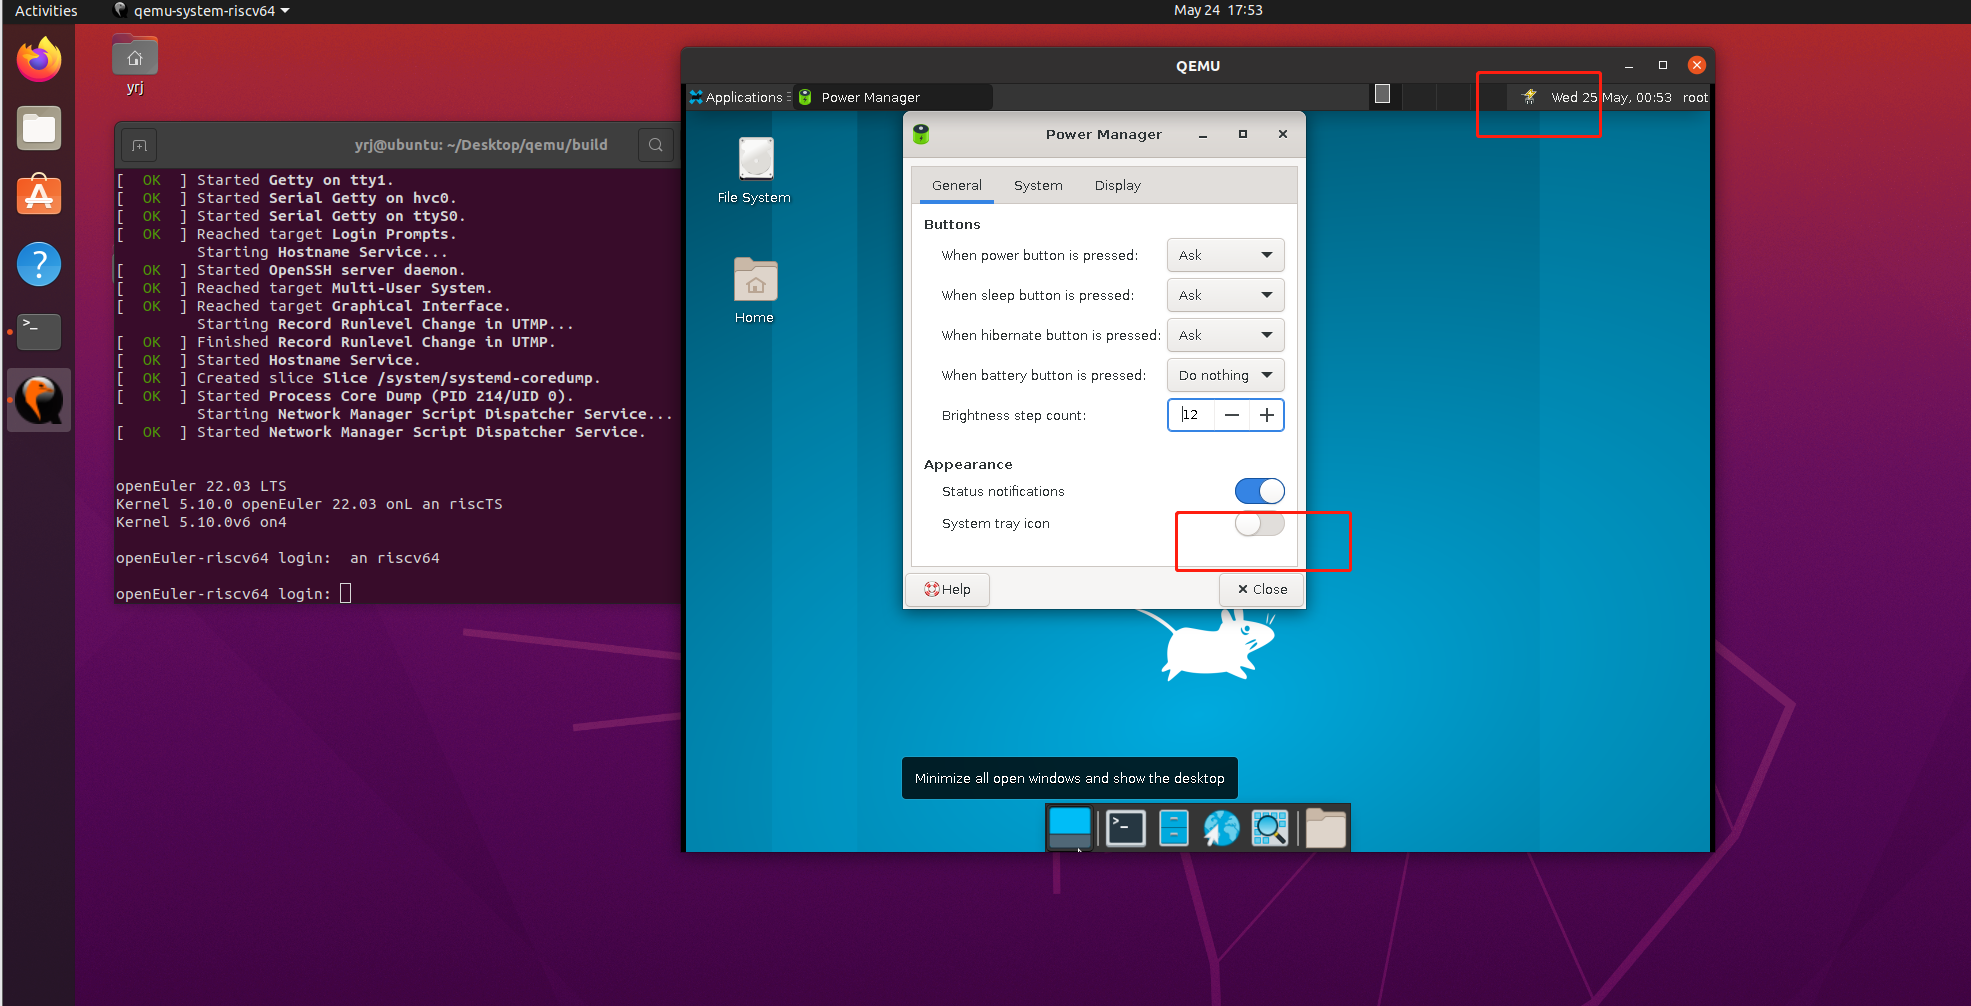 Activities
qemu-system-riscv64
May 24 17:53
yrj
yrj@ubuntu: ~/Desktop/qemu/build
[ OK ] Started Getty on tty1.
[ OK ] Started Serial Getty on hvc0.
[ OK ] Started Serial Getty on ttyS0.
[ OK ] Reached target Login Prompts.
Starting Hostname Service...
[ OK ] Started OpenSSH server daemon.
[ OK ] Reached target Multi-User System.
[ OK ] Reached target Graphical Interface.
Starting Record Runlevel Change in UTMP...
[ OK ] Finished Record Runlevel Change in UTMP.
[ OK ] Started Hostname Service.
[ OK ] Created slice Slice /system/systemd-coredump.
[ OK ] Started Process Core Dump (PID 214/UID 0).
Starting Network Manager Script Dispatcher Service...
[ OK ] Started Network Manager Script Dispatcher Service.
openEuler 22.03 LTS
Kernel 5.10.0 openEuler 22.03 onL an riscTS
Kernel 5.10.0v6 on4
openEuler-riscv64 login:  an riscv64
openEuler-riscv64 login:
QEMU
Applications
Power Manager
Wed 25 May, 00:53
root
File System
Home
Power Manager
General
System
Display
Buttons
When power button is pressed: Ask
When sleep button is pressed: Ask
When hibernate button is pressed: Ask
When battery button is pressed: Do nothing
Brightness step count: 12
Appearance
Status notifications
System tray icon
Help
Close
Minimize all open windows and show the desktop